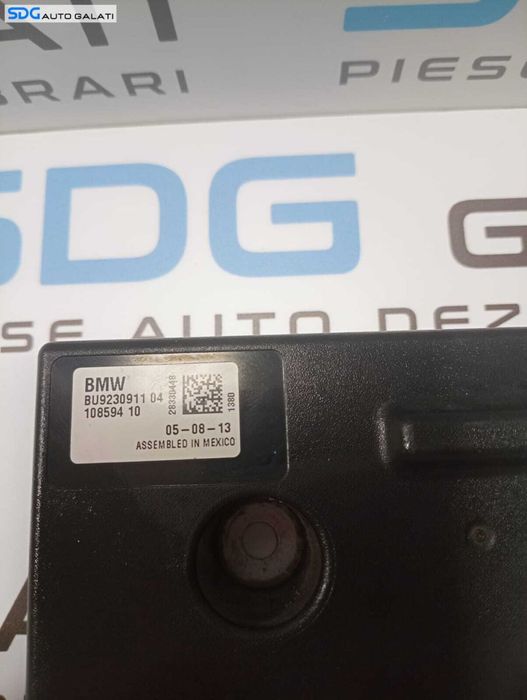 SDG AUTO GALATI
BRARI
PIES
SDG G
SE AUTO DEZ
BMW
BU9230911 04
108594 10
28330448
1380
05-08-13
ASSEMBLED IN MEXICO